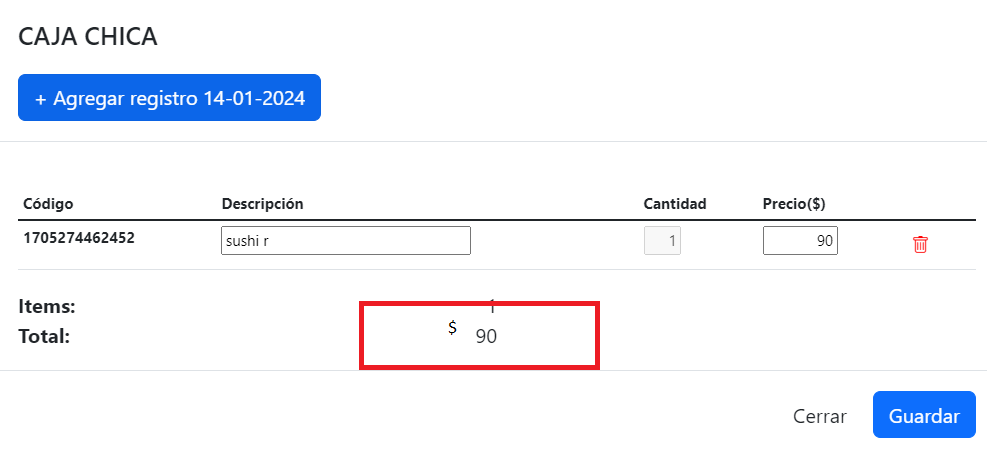 CAJA CHICA
+ Agregar registro 14-01-2024
Código Descripción Cantidad Precio($)
1705274462452 sushi r 1 90
Items: 1
Total: $ 90
Cerrar Guardar